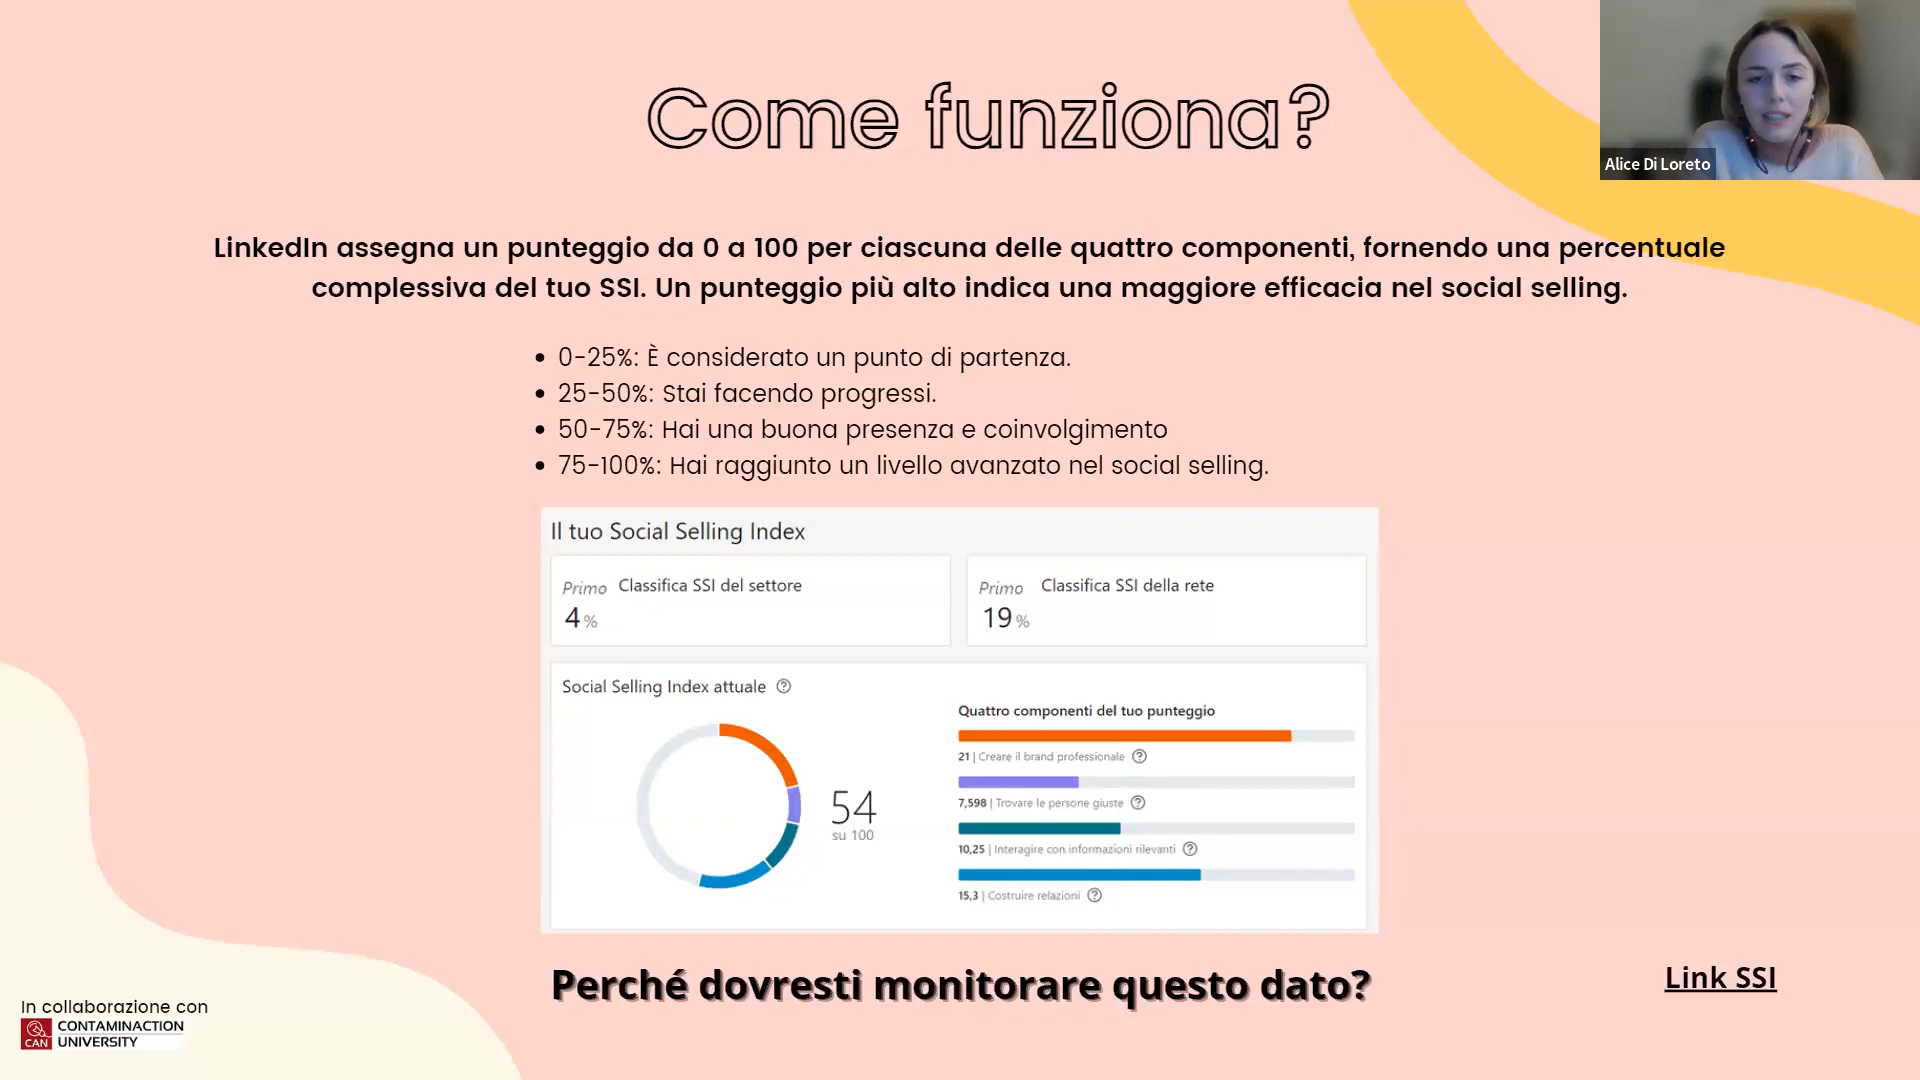 Come funziona?
Alice Di Loreto
LinkedIn assegna un punteggio da 0 a 100 per ciascuna delle quattro componenti, fornendo una percentuale
complessiva del tuo SSI. Un punteggio più alto indica una maggiore efficacia nel social selling.
• 0-25%: È considerato un punto di partenza.
• 25-50%: Stai facendo progressi.
• 50-75%: Hai una buona presenza e coinvolgimento
• 75-100%: Hai raggiunto un livello avanzato nel social selling.
Il tuo Social Selling Index
Primo Classifica SSI del settore
4 %
Primo Classifica SSI della rete
19 %
Social Selling Index attuale ?
54
su 100
Quattro componenti del tuo punteggio
21 | Creare il brand professionale ?
7,598 | Trovare le persone giuste ?
10,25 | Interagire con informazioni rilevanti ?
15,3 | Costruire relazioni ?
Perché dovresti monitorare questo dato?
Link SSI
In collaborazione con
CAN
CONTAMINACTION
UNIVERSITY